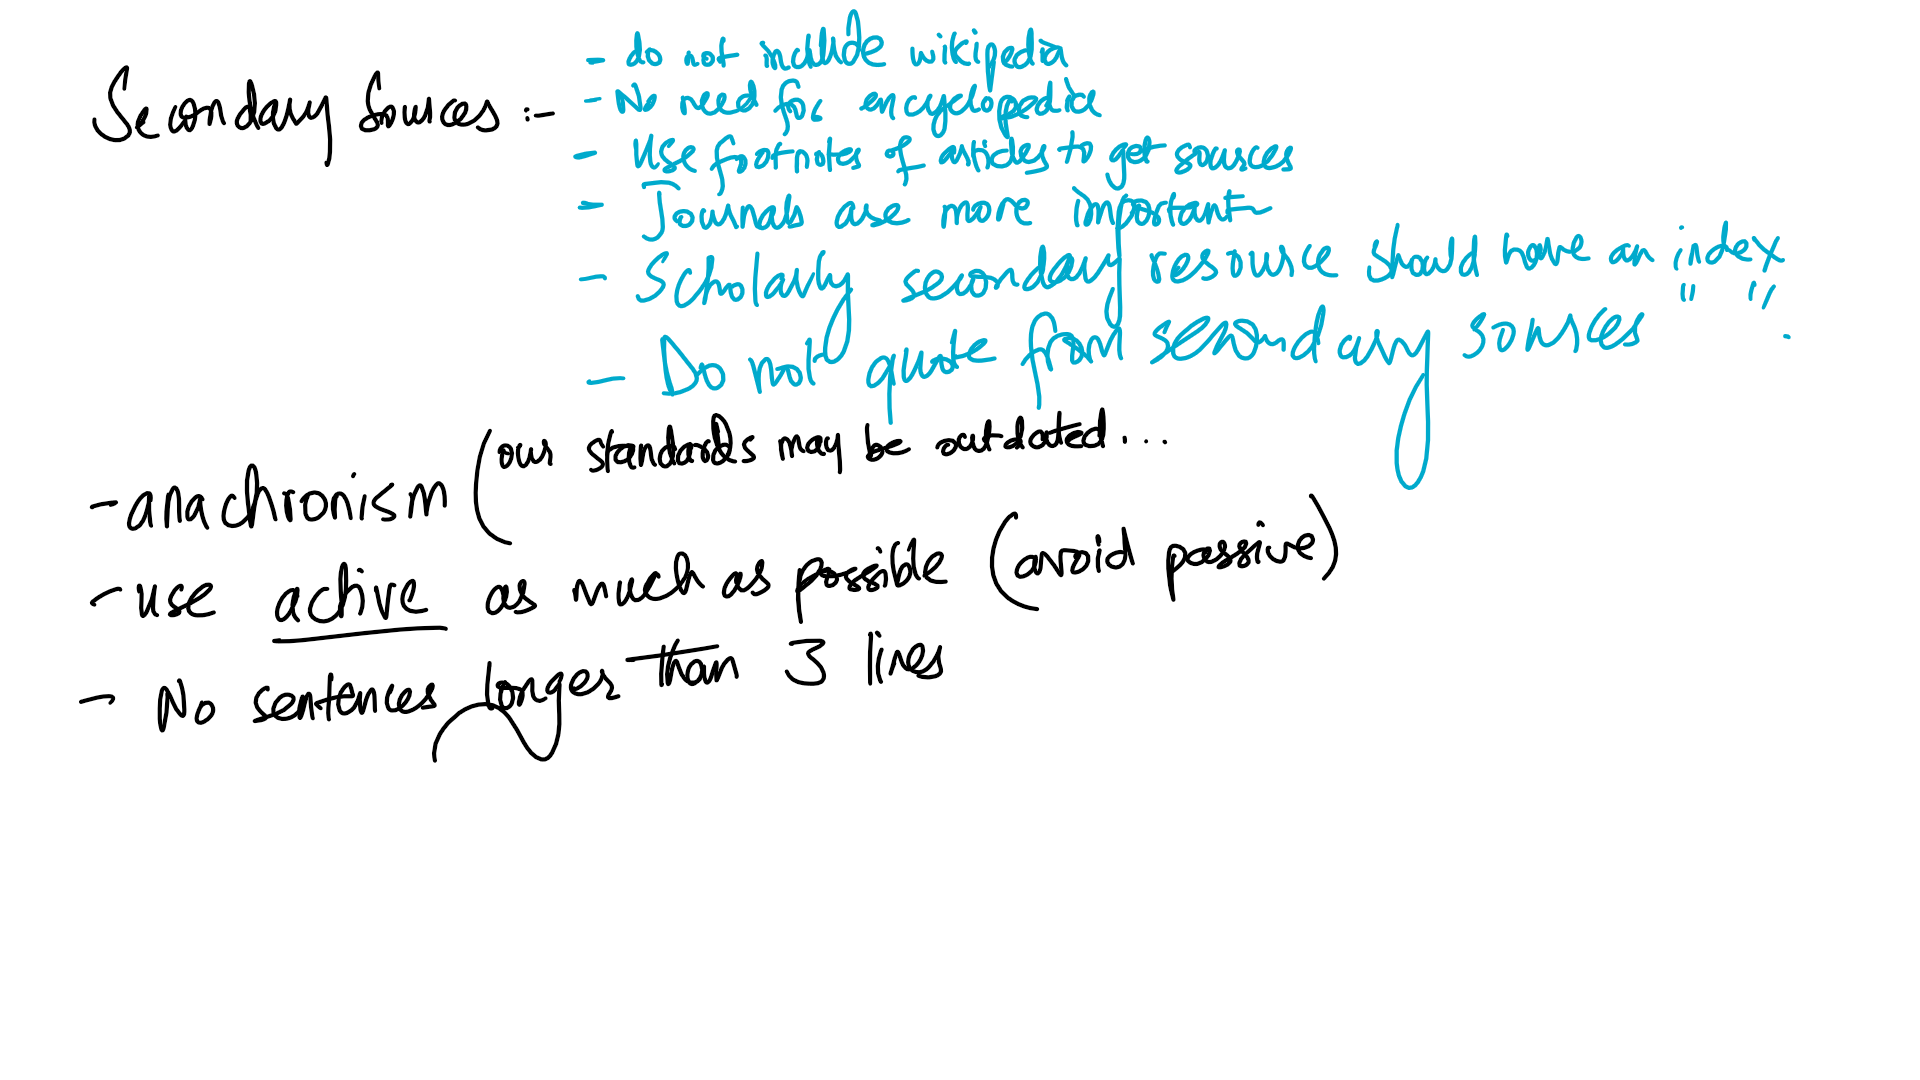 Secondary Sources :-
- do not include wikipedia
- No need for encyclopedia
- Use footnotes of articles to get sources
- Journals are more important
- Scholarly secondary resource should have an index
" "
- Do not quote from secondary sources .
- anachronism (our standards may be outdated...
- use active as much as possible (avoid passive)
- No sentences longer than 3 lines